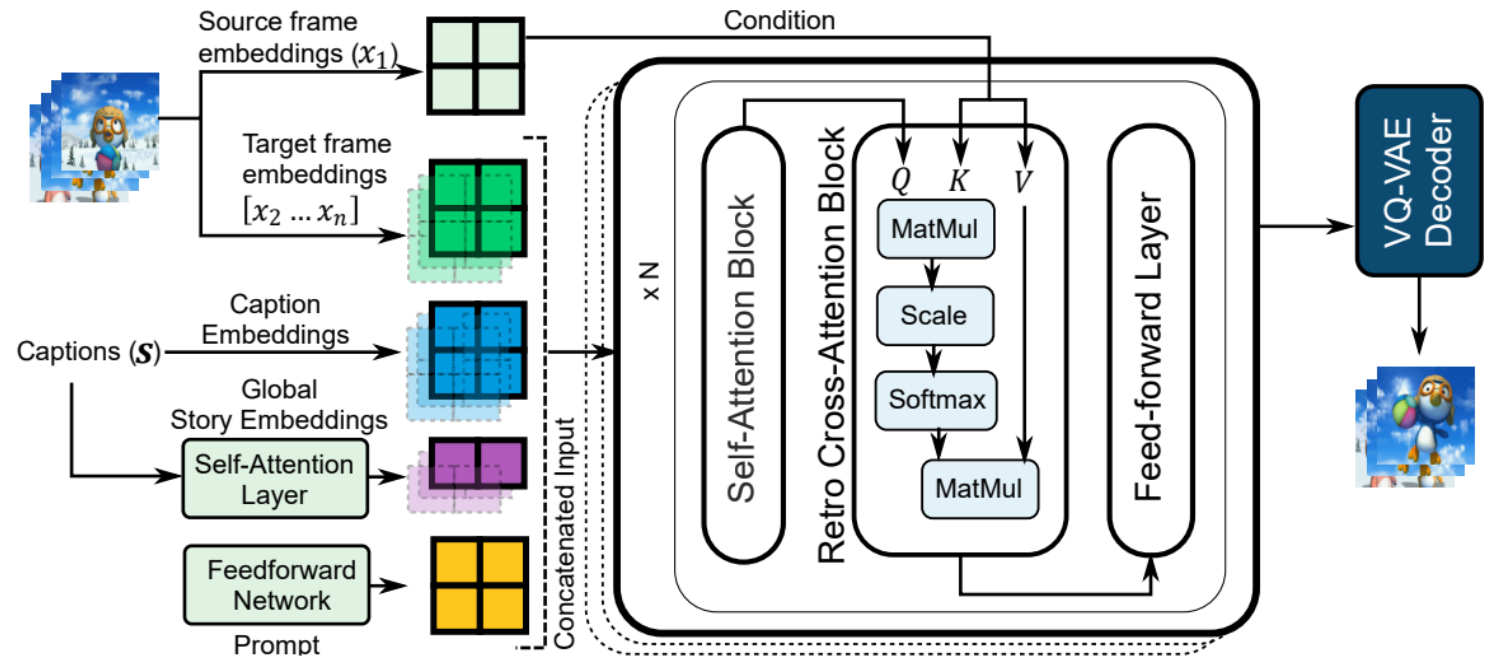 Source frame
embeddings (x₁)
Condition
Target frame
embeddings
[x₂ … xₙ]
Caption
Embeddings
Captions (S)
Global
Story Embeddings
Self-Attention
Layer
Feedforward
Network
Prompt
Concatenated Input
x N
Self-Attention Block
Retro Cross-Attention Block
Q K V
MatMul
Scale
Softmax
MatMul
Feed-forward Layer
VQ-VAE
Decoder